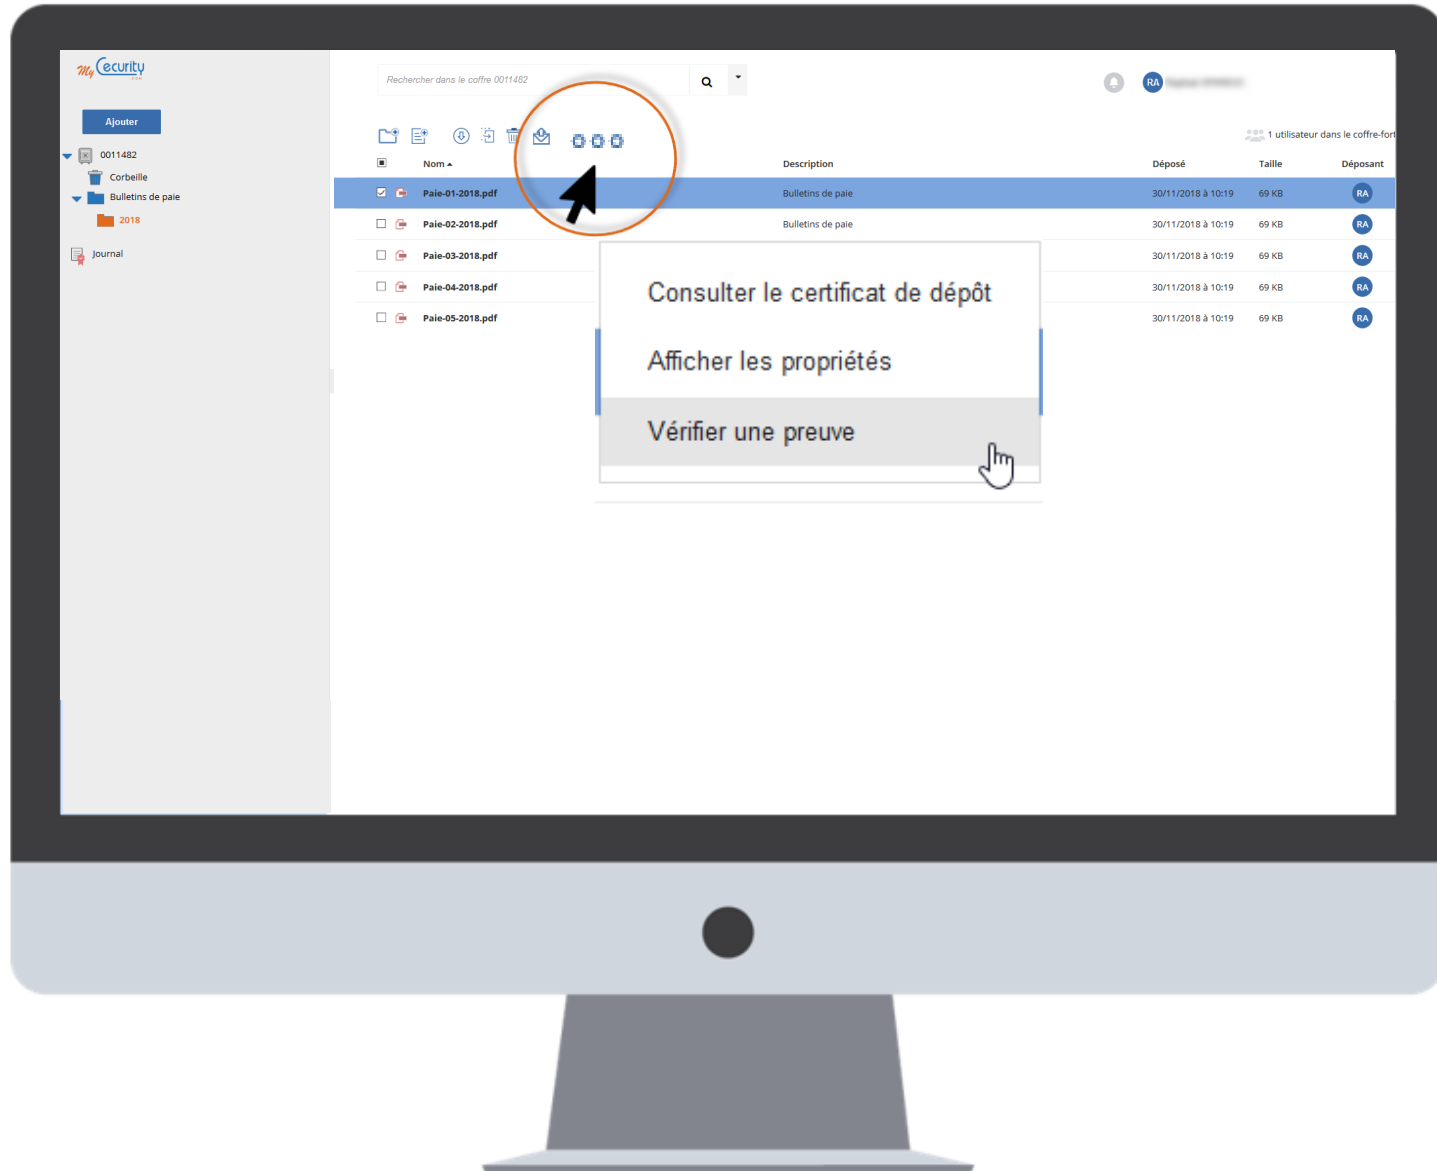 My Cecurity
.com
Rechercher dans le coffre 0011482
RA
Ajouter
1 utilisateur dans le coffre-fort
0011482
Corbeille
Bulletins de paie
2018
Journal
Nom Description Déposé Taille Déposant
Paie-01-2018.pdf Bulletins de paie 30/11/2018 à 10:19 69 KB RA
Paie-02-2018.pdf Bulletins de paie 30/11/2018 à 10:19 69 KB RA
Paie-03-2018.pdf 30/11/2018 à 10:19 69 KB RA
Paie-04-2018.pdf 30/11/2018 à 10:19 69 KB RA
Paie-05-2018.pdf 30/11/2018 à 10:19 69 KB RA
Consulter le certificat de dépôt
Afficher les propriétés
Vérifier une preuve